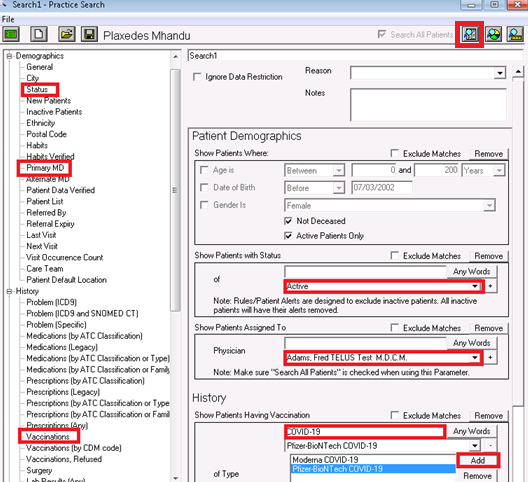 Search1 - Practice Search
File
Plaxedes Mhandu
Search All Patients
Demographics
General
City
Status
New Patients
Inactive Patients
Ethnicity
Postal Code
Habits
Habits Verified
Primary MD
Alternate MD
Patient Data Verified
Patient List
Referred By
Referral Expiry
Last Visit
Next Visit
Visit Occurrence Count
Care Team
Patient Default Location
History
Problem (ICD9)
Problem (ICD9 and SNOMED CT)
Problem (Specific)
Medications (by ATC Classification)
Medications (Legacy)
Medications (by ATC Classification or Type)
Medications (by ATC Classification or Family
Prescriptions (by ATC Classification)
Prescriptions (Legacy)
Prescriptions (by ATC Classification or Type
Prescriptions (by ATC Classification or Family
Prescriptions (Any)
Vaccinations
Vaccinations (by CDM code)
Vaccinations, Refused
Surgery
Lab Results (Any)
Search1
Ignore Data Restriction
Reason
Notes
Patient Demographics
Show Patients Where:
Exclude Matches
Remove
Age is
Between
0 and
200
Years
Date of Birth
Before
07/03/2002
Gender Is
Female
Not Deceased
Active Patients Only
Show Patients with Status
Exclude Matches
Remove
Any Words
of
Active
+
Note: Rules/Patient Alerts are designed to exclude inactive patients. All inactive
patients will have their alerts removed.
Show Patients Assigned To
Exclude Matches
Remove
Physician
Any Words
Adams, Fred TELUS Test M.D.C.M.
+
Note: Make sure "Search All Patients" is checked when using this Parameter.
History
Show Patients Having Vaccination
Exclude Matches
Remove
COVID-19
Any Words
Pfizer-BioNTech COVID-19
-
of Type
Moderna COVID-19
Pfizer-BioNTech COVID-19
Add
Remove